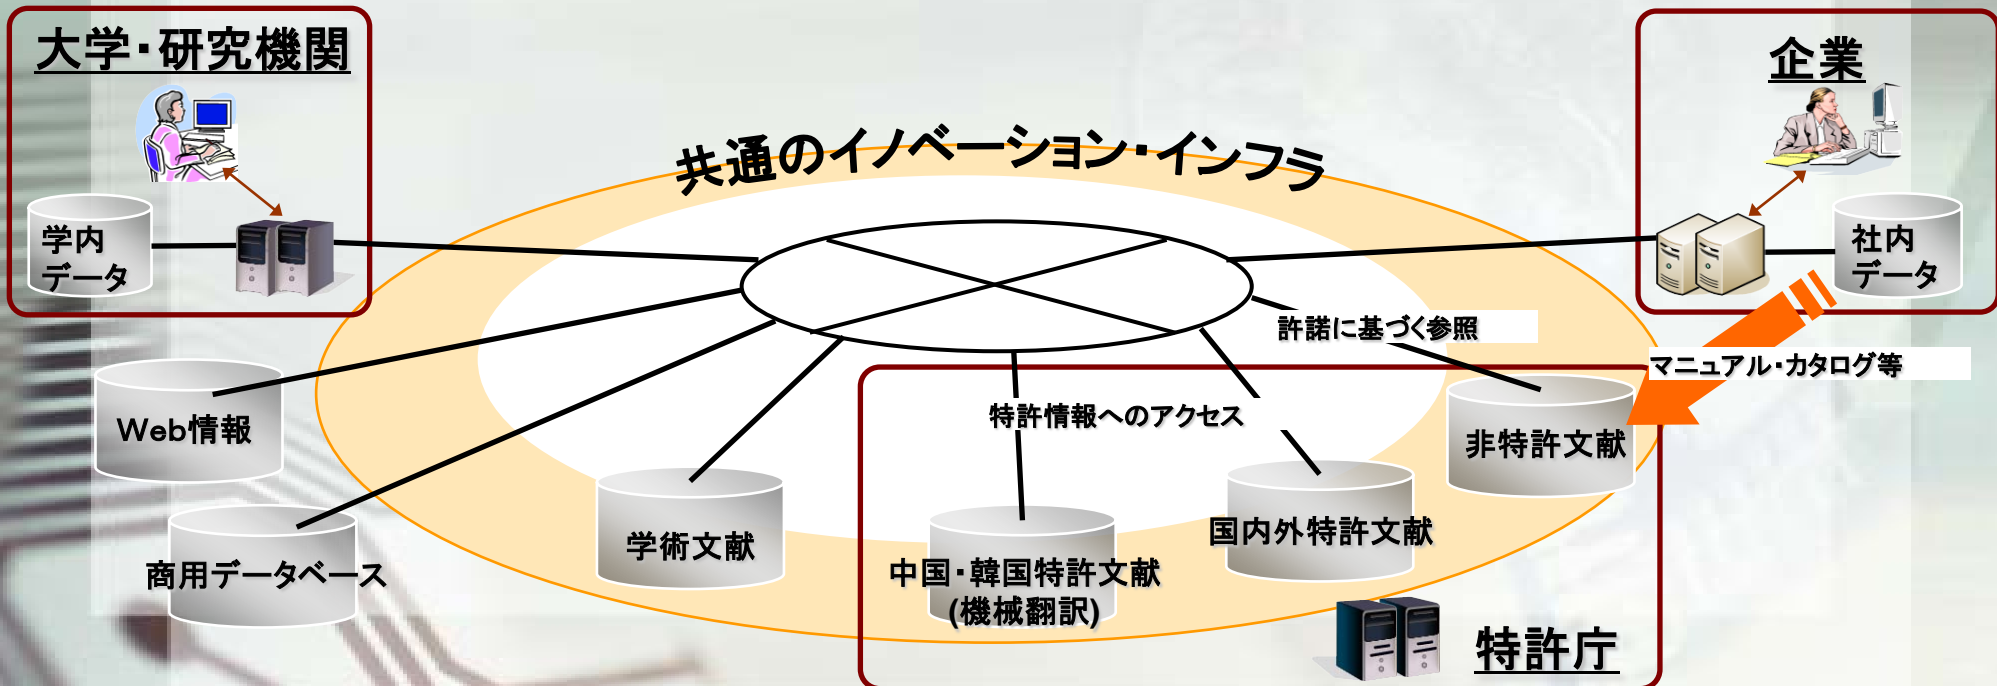 大学・研究機関
企業
共通のイノベーション・インフラ
学内
データ
社内
データ
許諾に基づく参照
マニュアル・カタログ等
Web情報
特許情報へのアクセス
非特許文献
商用データベース
学術文献
国内外特許文献
中国・韓国特許文献
(機械翻訳)
特許庁